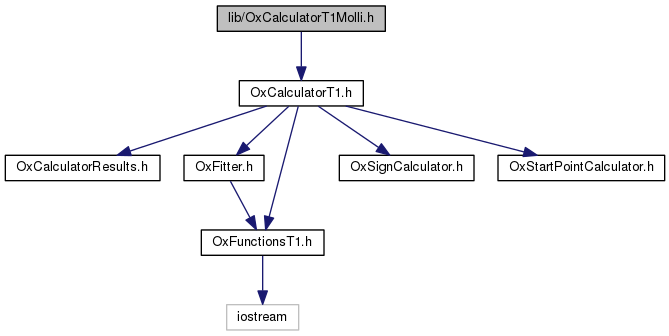 lib/OxCalculatorT1Molli.h
OxCalculatorT1.h
OxCalculatorResults.h
OxFitter.h
OxSignCalculator.h
OxStartPointCalculator.h
OxFunctionsT1.h
iostream